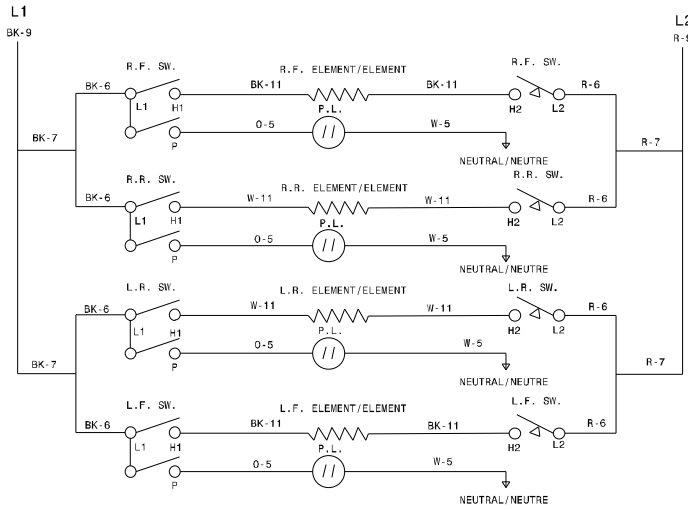 L1
L2
BK-9
R-9
R.F. SW.
R.F. ELEMENT/ELEMENT
R.F. SW.
BK-6
BK-11
BK-11
R-6
L1
H1
P.L.
H2
L2
BK-7
O-5
W-5
R-7
P
NEUTRAL/NEUTRE
R.R. SW.
R.R. ELEMENT/ELEMENT
R.R. SW.
BK-6
W-11
W-11
R-6
L1
H1
P.L.
H2
L2
O-5
W-5
P
NEUTRAL/NEUTRE
L.R. SW.
L.R. ELEMENT/ELEMENT
L.R. SW.
BK-6
W-11
W-11
R-6
L1
H1
P.L.
H2
L2
O-5
W-5
BK-7
R-7
P
NEUTRAL/NEUTRE
L.F. SW.
L.F. ELEMENT/ELEMENT
L.F. SW.
BK-6
BK-11
BK-11
R-6
L1
H1
P.L.
H2
L2
O-5
W-5
P
NEUTRAL/NEUTRE